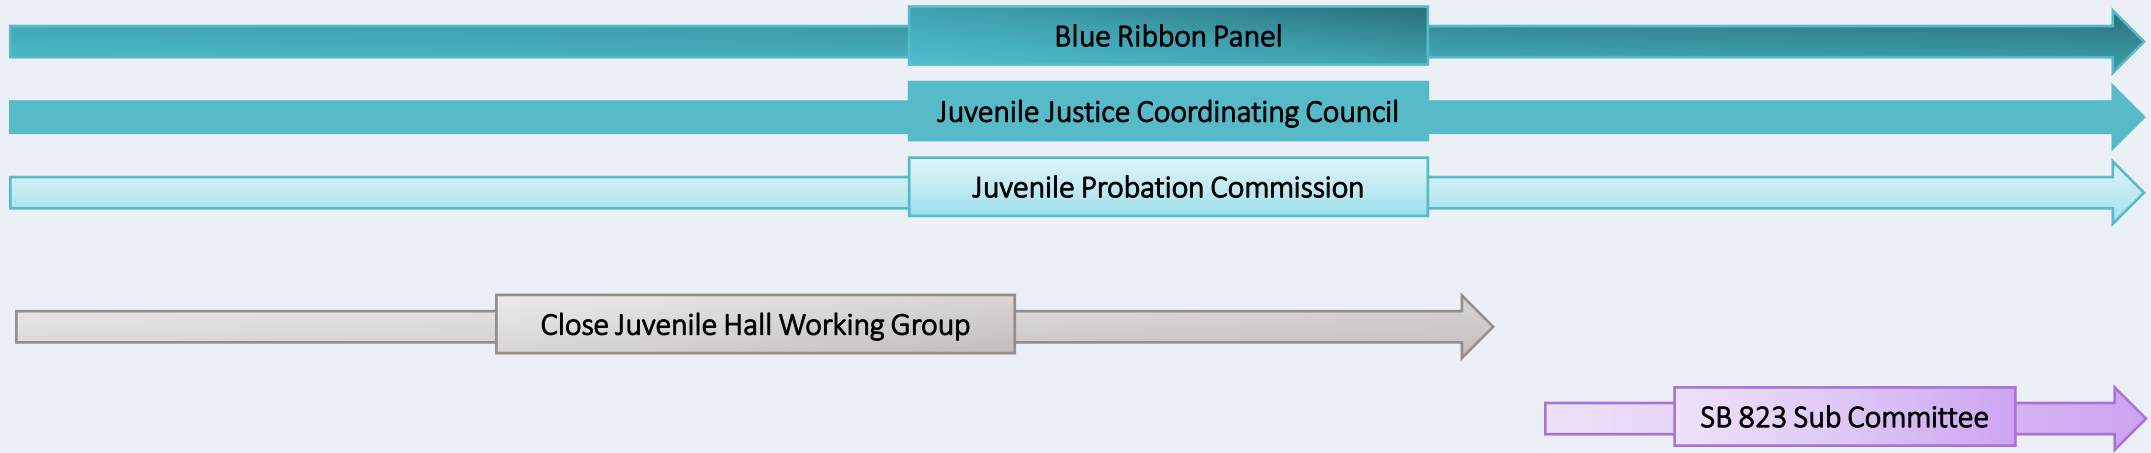 Blue Ribbon Panel
Juvenile Justice Coordinating Council
Juvenile Probation Commission
Close Juvenile Hall Working Group
SB 823 Sub Committee